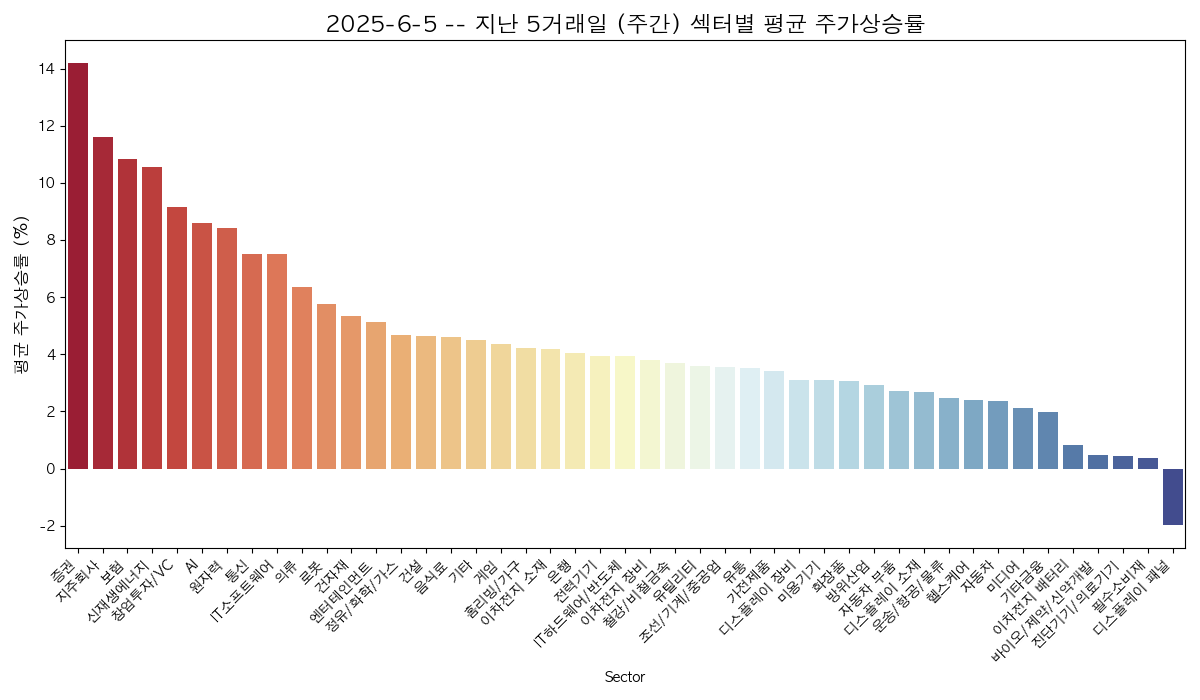 2025-6-5 -- 지난 5거래일 (주간) 섹터별 평균 주가상승률
평균 주가상승률 (%)
14
12
10
8
6
4
2
0
-2
증권
지주회사
보험
신재생에너지
창업투자/VC
AI
원자력
통신
IT소프트웨어
의류
로봇
건자재
엔터테인먼트
정유/화학/가스
건설
음식료
기타
게임
홈리빙/가구
이차전지 소재
은행
전력기기
IT하드웨어/반도체
이차전지 장비
철강/비철금속
유틸리티
조선/기계/중공업
유통
가전제품
디스플레이 장비
미용기기
화장품
방위산업
자동차 부품
디스플레이 소재
운송/항공/물류
헬스케어
자동차
미디어
기타금융
이차전지 배터리
바이오/제약/신약개발
진단기기/의료기기
필수소비재
디스플레이 패널
Sector